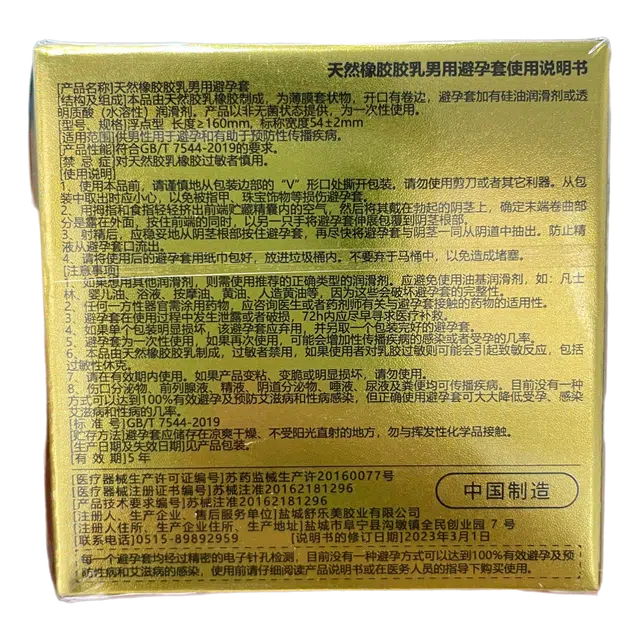 天然橡胶胶乳男用避孕套使用说明书
[产品名称]天然橡胶胶乳男用避孕套
[结构及组成]本品由天然胶乳橡胶制成，为薄膜套状物，开口有卷边，避孕套加有硅油润滑剂或透
明质酸（水溶性）润滑剂。产品以非无菌状态提供，为一次性使用。
[型号、规格]浮点型 长度≥160mm，标称宽度54±2mm
[适用范围]供男性用于避孕和有助于预防性传播疾病。
[产品性能]符合GB/T 7544-2019的要求。
[禁 忌 症]对天然胶乳橡胶过敏者慎用。
[使用说明]
1、使用本品前，请谨慎地从包装边部的“V”形口处撕开包装，请勿使用剪刀或者其它利器。从包
装中取出时应小心，以免被指甲、珠宝饰物等损伤避孕套。
2、用拇指和食指轻轻挤出前端贮藏精囊内的空气，然后将其戴在勃起的阴茎上，确定末端卷曲部
分是露在外面，按住前端的同时，以另一只手将避孕套伸展包覆到阴茎根部。
3、射精后，应稳妥地从阴茎根部按住避孕套，再尽快将避孕套与阴茎一同从阴道中抽出。防止精
液从避孕套口流出。
4、请将使用后的避孕套用纸巾包好，放进垃圾桶内。不要弃于马桶中，以免造成堵塞。
[注意事项]
1、如果想用其他润滑剂，则需使用推荐的正确类型的润滑剂。应避免使用油基润滑剂，如：凡士
林、婴儿油、浴液、按摩油、黄油、人造黄油等，因为这些会破坏避孕套的完整性。
2、任何一方性器官需涂用药物，应咨询医生或者药剂师有关与避孕套接触的药物的适用性。
3、避孕套在使用过程中发生泄露或者破损，72h内应尽早寻求医疗补救。
4、如果单个包装明显损坏，该避孕套应弃用，并另取一个包装完好的避孕套。
5、避孕套为一次性使用，如果再次使用，可能会增加性传播疾病的感染或者受孕的几率。
6、本品由天然橡胶胶乳制成，过敏者禁用，如果使用者对乳胶过敏则可能会引起致敏反应，包括
过敏性休克。
7、请在有效期内使用。如果产品变粘、变脆或明显损坏，请勿使用。
8、伤口分泌物、前列腺液、精液、阴道分泌物、唾液、尿液及粪便均可传播疾病。目前没有一种
方式可以达到100%有效避孕及预防艾滋病和性病感染，但正确使用避孕套可大大降低受孕、感染
艾滋病和性病的几率。
[标 准 号]GB/T 7544-2019
[贮存方法]避孕套应储存在凉爽干燥、不受阳光直射的地方，勿与挥发性化学品接触。
[生产日期及失效日期]见产品包装。
[有 效 期]5 年
[医疗器械生产许可证编号] 苏药监械生产许20160077号
[医疗器械注册证书编号] 苏械注准20162181296
[产品技术要求编号] 苏械注准20162181296
注册人、生产企业、售后服务单位] 盐城舒乐美胶业有限公司
注册人住所、生产企业住所、生产地址] 盐城市阜宁县沟墩镇全民创业园 7 号
[联系电话] 0515-89892959 [说明书的修订日期] 2023年3月1日
中国制造
每一个避孕套均经过精密的电子针孔检测，目前没有一种避孕方式可以达到100%有效避孕及预
防性病和艾滋病的感染，使用前请仔细阅读产品说明书或在医务人员的指导下购买或使用。